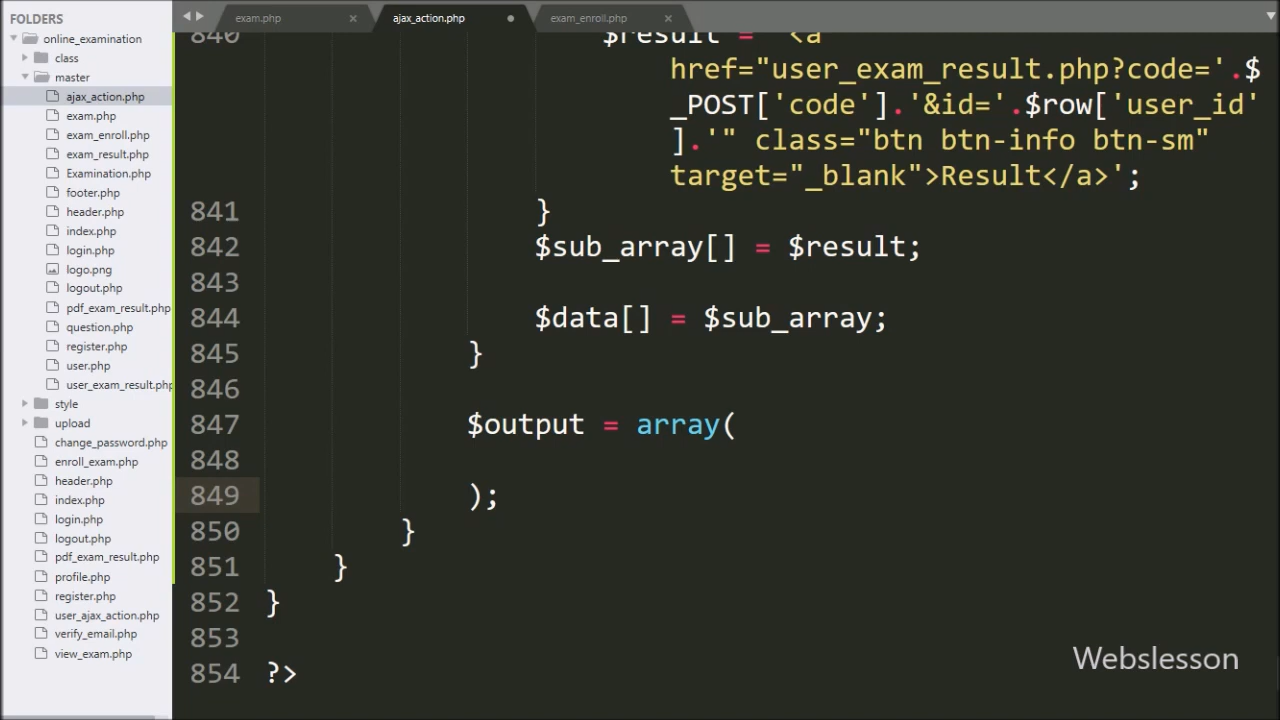 FOLDERS
online_examination
class
master
ajax_action.php
exam.php
exam_enroll.php
exam_result.php
Examination.php
footer.php
header.php
index.php
login.php
logo.png
logout.php
pdf_exam_result.php
question.php
register.php
user.php
user_exam_result.php
style
upload
change_password.php
enroll_exam.php
header.php
index.php
login.php
logout.php
pdf_exam_result.php
profile.php
register.php
user_ajax_action.php
verify_email.php
view_exam.php
exam.php
ajax_action.php
exam_enroll.php
840 $result = '<a
href="user_exam_result.php?code='.$
_POST['code'].'&id='.$row['user_id'
].'" class="btn btn-info btn-sm"
target="_blank">Result</a>';
841 }
842 $sub_array[] = $result;
843
844 $data[] = $sub_array;
845 }
846
847 $output = array(
848
849 );
850 }
851 }
852 }
853
854 ?>
Webslesson